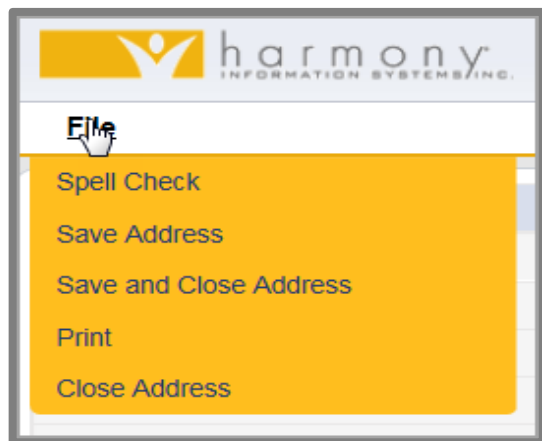 harmony
INFORMATION SYSTEMS, INC.
File
Spell Check
Save Address
Save and Close Address
Print
Close Address